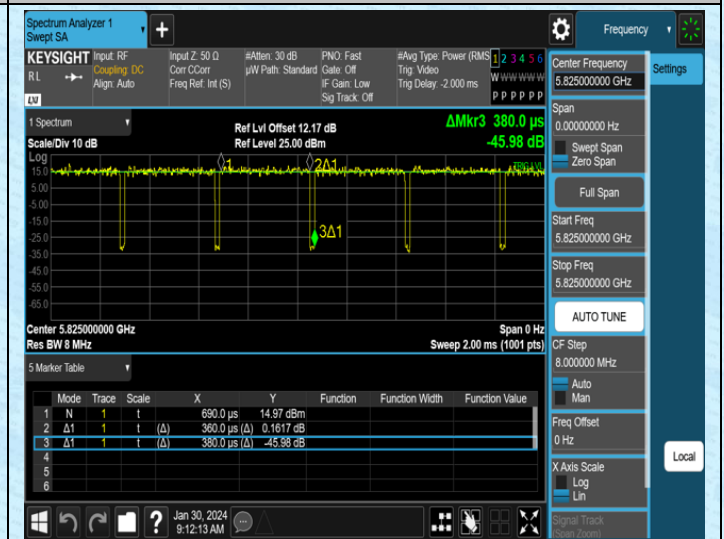 Spectrum Analyzer 1
Swept SA
Frequency
KEYSIGHT
RL
LXI
Input: RF
Coupling: DC
Align: Auto
Input Z: 50 Ω
Corr CCorr
Freq Ref: Int (S)
#Atten: 30 dB
µW Path: Standard
PNO: Fast
Gate: Off
IF Gain: Low
Sig Track: Off
#Avg Type: Power (RMS
Trig: Video
Trig Delay: -2.000 ms
1 2 3 4 5 6
W W W W W W
P P P P P P
1 Spectrum
Scale/Div 10 dB
Ref Lvl Offset 12.17 dB
Ref Level 25.00 dBm
ΔMkr3 380.0 µs
-45.98 dB
Log
15.0
5.00
-5.00
-15.0
-25.0
-35.0
-45.0
-55.0
-65.0
1
2Δ1
TRIG LVL
3Δ1
Center 5.825000000 GHz
Res BW 8 MHz
Span 0 Hz
Sweep 2.00 ms (1001 pts)
5 Marker Table
Mode Trace Scale X Y Function Function Width Function Value
1 N 1 t 690.0 µs 14.97 dBm
2 Δ1 1 t (Δ) 360.0 µs (Δ) 0.1617 dB
3 Δ1 1 t (Δ) 380.0 µs (Δ) -45.98 dB
4
5
6
Center Frequency
5.825000000 GHz
Settings
Span
0.00000000 Hz
Swept Span
Zero Span
Full Span
Start Freq
5.825000000 GHz
Stop Freq
5.825000000 GHz
AUTO TUNE
CF Step
8.000000 MHz
Auto
Man
Freq Offset
0 Hz
X Axis Scale
Log
Lin
Signal Track
(Span Zoom)
Local
?
Jan 30, 2024
9:12:13 AM